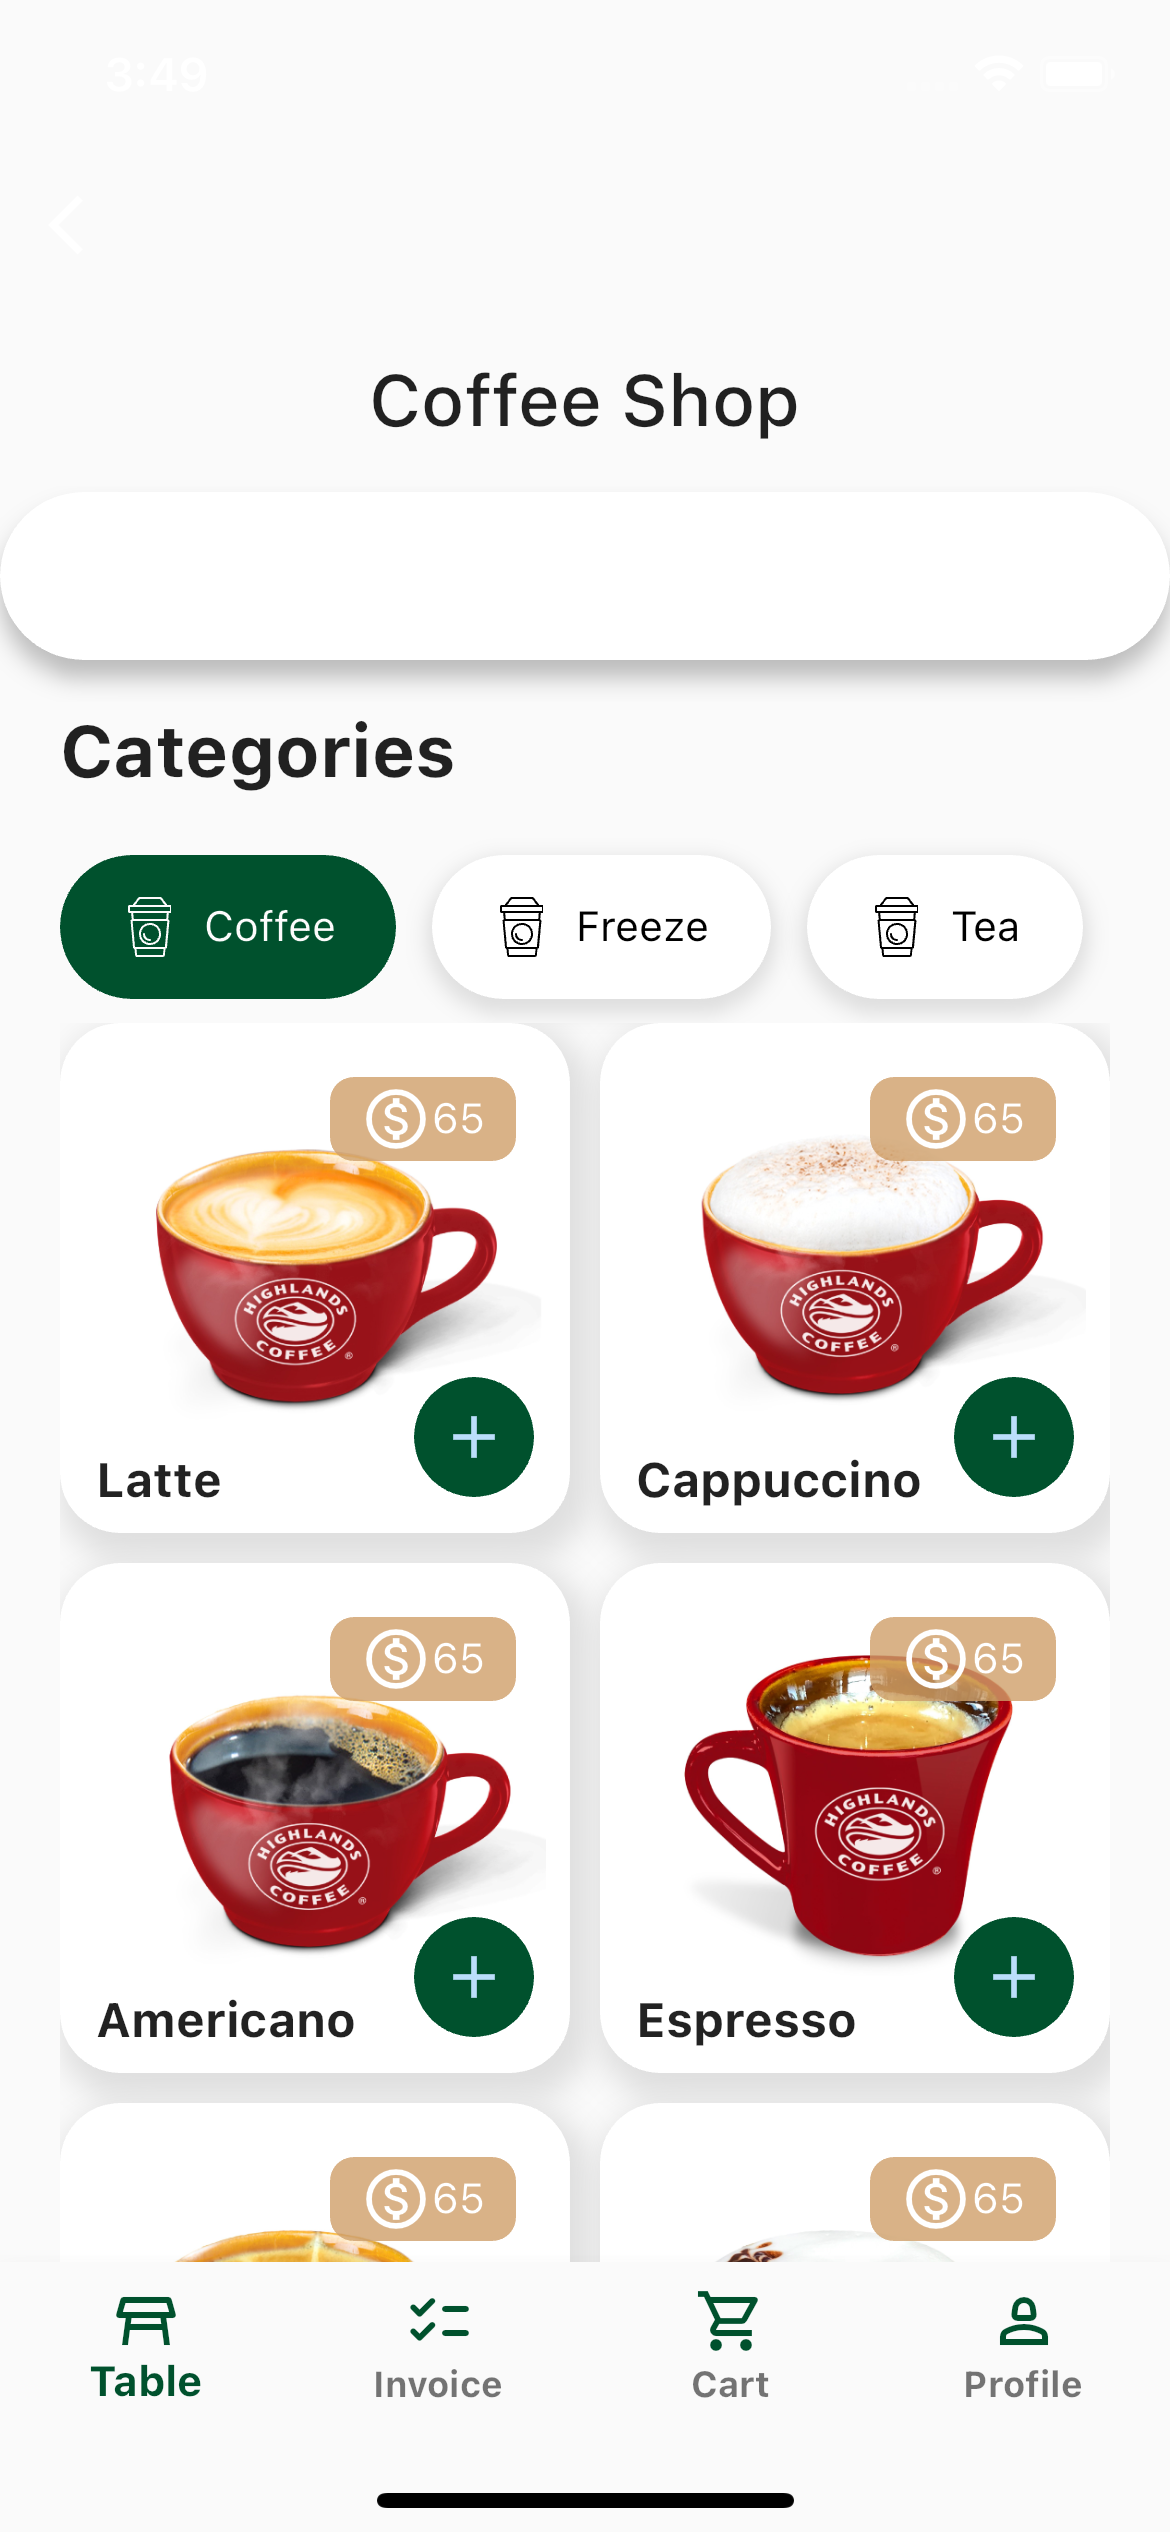 3:49
Coffee Shop
Categories
Coffee
Freeze
Tea
$ 65
$ 65
HIGHLANDS
COFFEE ®
HIGHLANDS
COFFEE ®
Latte
Cappuccino
$ 65
$ 65
HIGHLANDS
COFFEE ®
HIGHLANDS
COFFEE ®
Americano
Espresso
$ 65
$ 65
Table
Invoice
Cart
Profile